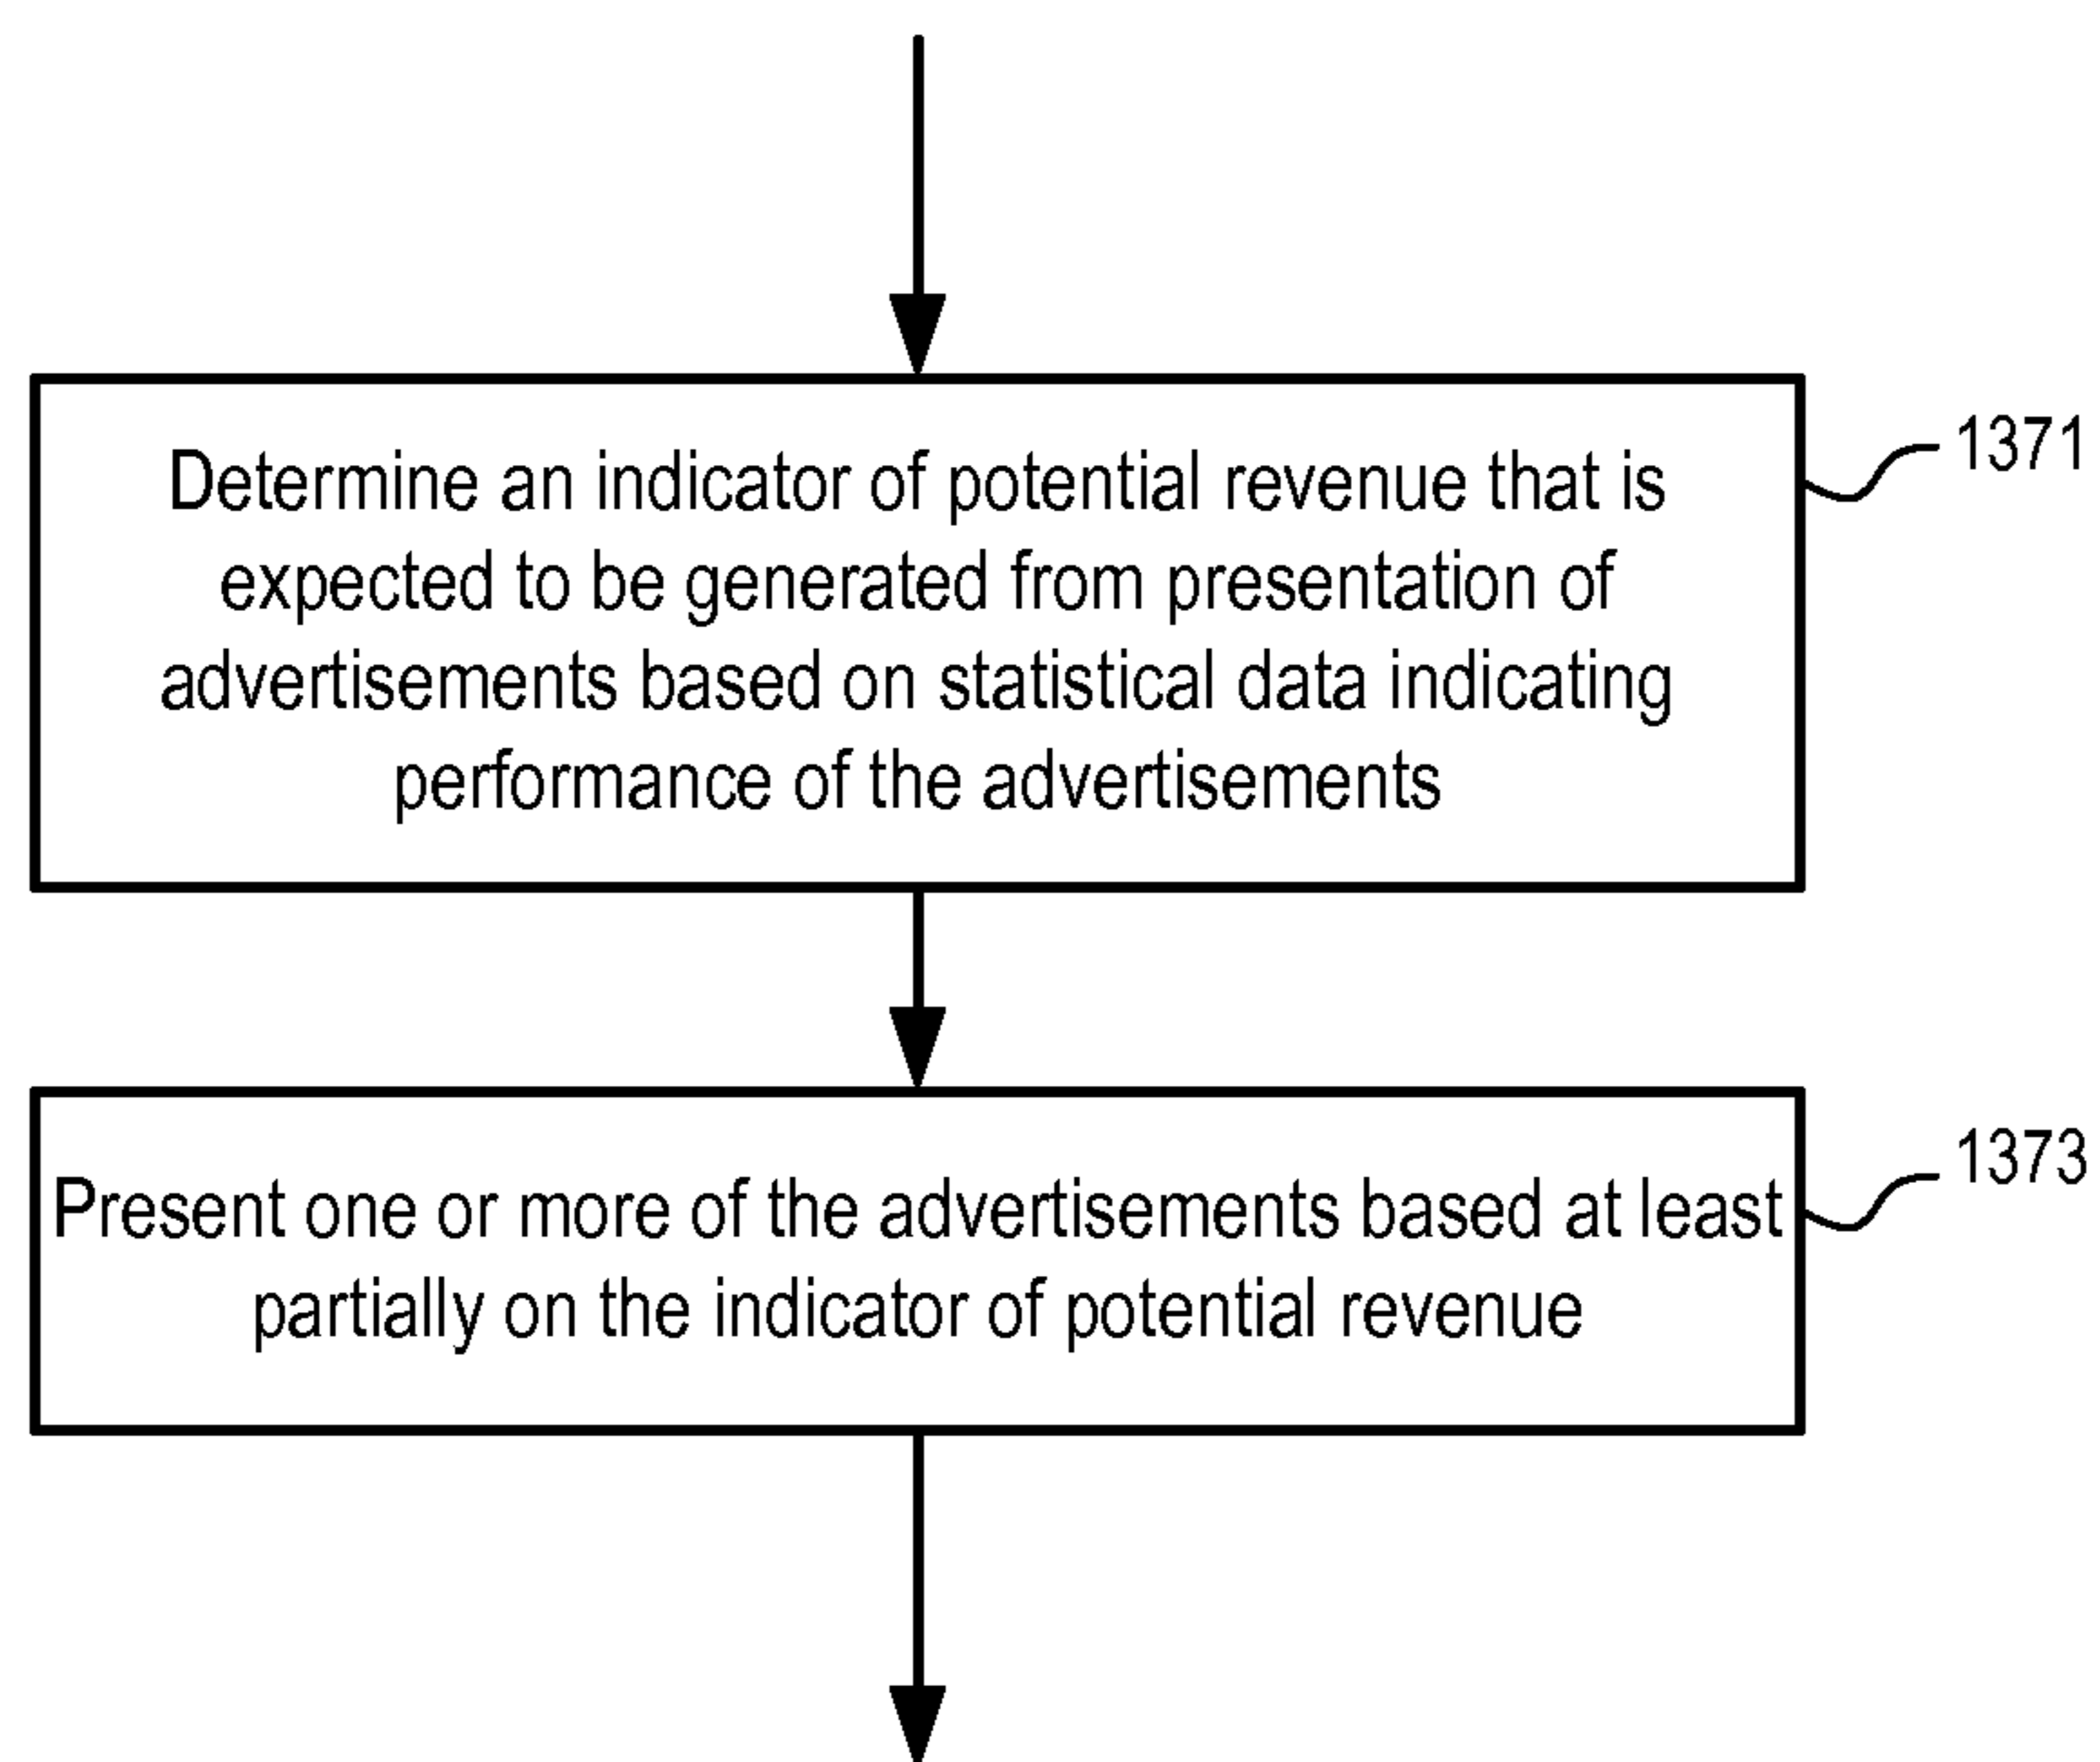 Determine an indicator of potential revenue that is
1371
expected to be generated from presentation of
advertisements based on statistical data indicating
performance of the advertisements
Present one or more of the advertisements based at least
1373
partially on the indicator of potential revenue